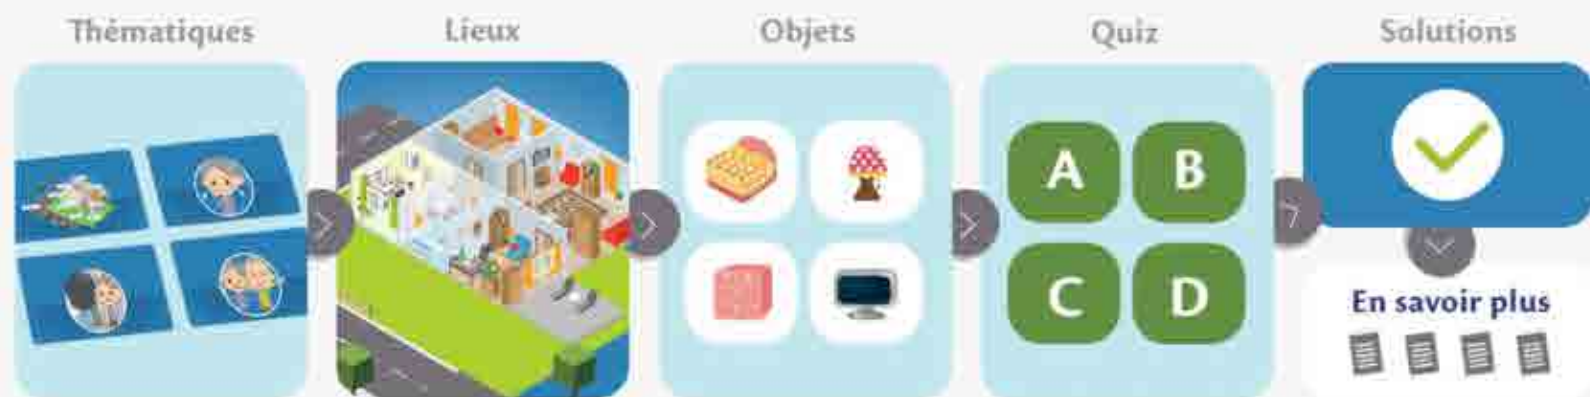 Thématiques
Lieux
Objets
Quiz
Solutions
A
B
C
D
En savoir plus